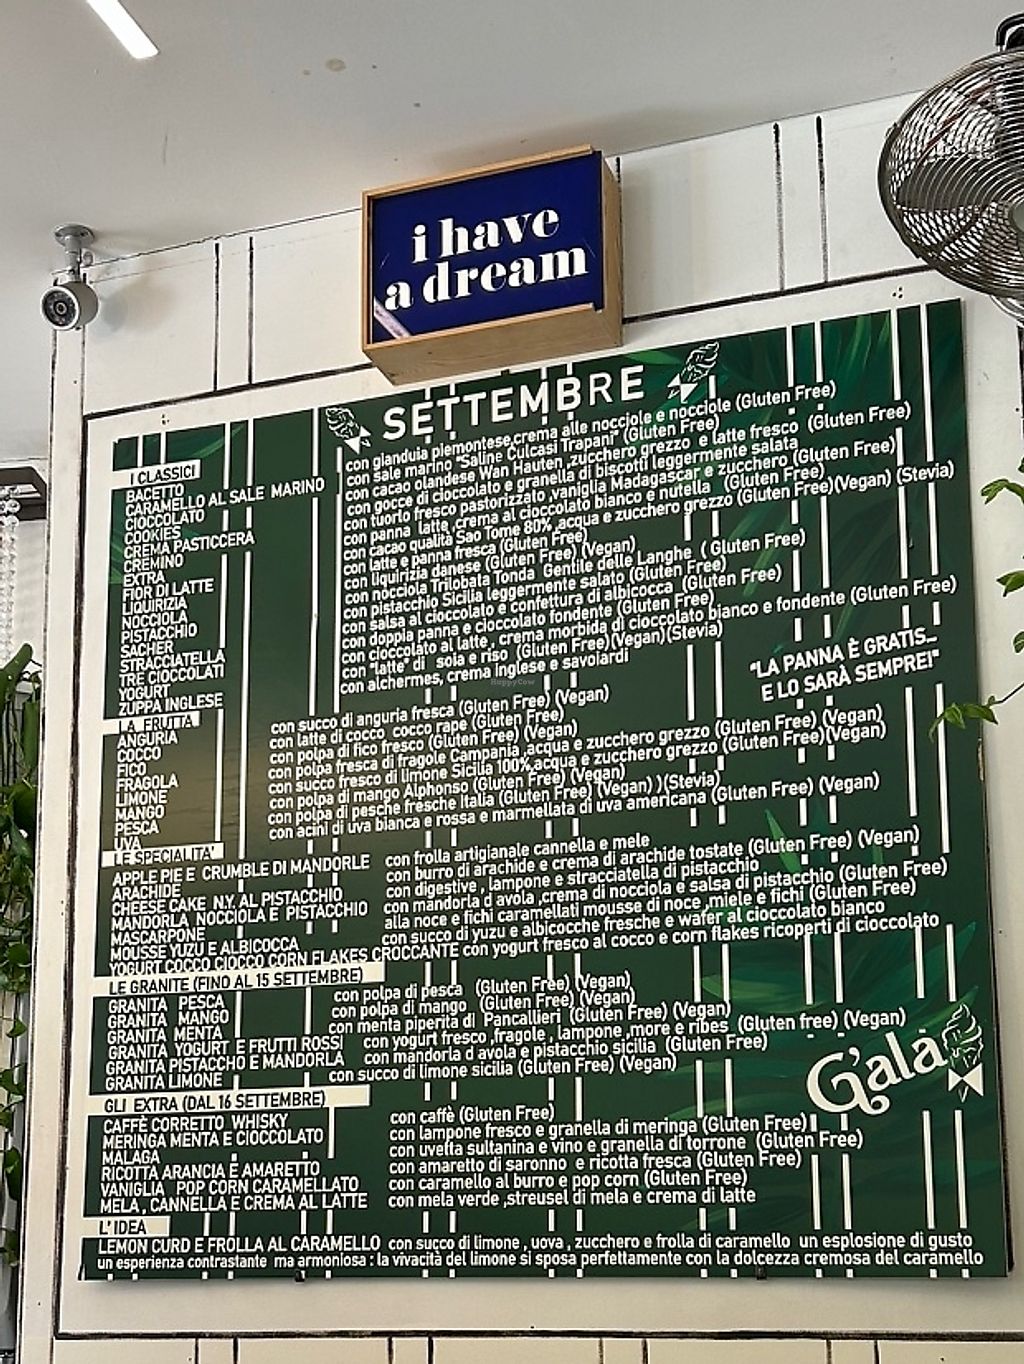 i have
a dream
SETTEMBRE
I CLASSICI
BACETTO con gianduia piemontese,crema alle nocciole e nocciole (Gluten Free)
CARAMELLO AL SALE MARINO con sale marino "Saline Culcasi Trapani" (Gluten Free)
CIOCCOLATO con cacao olandese Wan Hauten ,zucchero grezzo e latte fresco (Gluten Free)
COOKIES con gocce di cioccolato e granella di biscotti leggermente salata
CREMA PASTICCERA con tuorlo fresco pastorizzato ,vaniglia Madagascar e zucchero (Gluten Free)
CREMINO con panna latte ,crema al cioccolato bianco e nutella (Gluten Free)
EXTRA con cacao qualità Sao Tome 80% ,acqua e zucchero grezzo (Gluten Free)(Vegan) (Stevia)
FIOR DI LATTE con latte e panna fresca (Gluten Free)
LIQUIRIZIA con liquirizia danese (Gluten Free) (Vegan)
NOCCIOLA con nocciola Trilobata Tonda Gentile delle Langhe ( Gluten Free)
PISTACCHIO con pistacchio Sicilia leggermente salato (Gluten Free)
SACHER con salsa al cioccolato e confettura di albicocca (Gluten Free)
STRACCIATELLA con doppia panna e cioccolato fondente (Gluten Free)
TRE CIOCCOLATI con cioccolato al latte , crema morbida di cioccolato bianco e fondente (Gluten Free)
YOGURT con "latte" di soia e riso (Gluten Free)(Vegan)(Stevia)
ZUPPA INGLESE con alchermes, crema inglese e savoiardi
"LA PANNA È GRATIS...
E LO SARÀ SEMPRE!"
LA FRUTTA
ANGURIA con succo di anguria fresca (Gluten Free) (Vegan)
COCCO con latte di cocco cocco rape (Gluten Free)
FICO con polpa di fico fresco (Gluten Free) (Vegan)
FRAGOLA con polpa fresca di fragole Campania ,acqua e zucchero grezzo (Gluten Free) (Vegan)
LIMONE con succo fresco di limone Sicilia 100%,acqua e zucchero grezzo (Gluten Free)(Vegan)
MANGO con polpa di mango Alphonso (Gluten Free) (Vegan)
PESCA con polpa di pesche fresche Italia (Gluten Free) (Vegan) )(Stevia)
UVA con acini di uva bianca e rossa e marmellata di uva americana (Gluten Free) (Vegan)
LE SPECIALITA'
APPLE PIE E CRUMBLE DI MANDORLE con frolla artigianale cannella e mele
ARACHIDE con burro di arachide e crema di arachide tostate (Gluten Free) (Vegan)
CHEESE CAKE N.Y. AL PISTACCHIO con digestive , lampone e stracciatella di pistacchio
MANDORLA NOCCIOLA E PISTACCHIO con mandorla d avola ,crema di nocciola e salsa di pistacchio (Gluten Free)
MASCARPONE alla noce e fichi caramellati mousse di noce ,miele e fichi (Gluten Free)
MOUSSE YUZU E ALBICOCCA con succo di yuzu e albicocche fresche e wafer al cioccolato bianco
YOGURT COCCO CIOCCO CORN FLAKES CROCCANTE con yogurt fresco al cocco e corn flakes ricoperti di cioccolato
LE GRANITE (FINO AL 15 SETTEMBRE)
GRANITA PESCA con polpa di pesca (Gluten Free) (Vegan)
GRANITA MANGO con polpa di mango (Gluten Free) (Vegan)
GRANITA MENTA con menta piperita di Pancallieri (Gluten Free) (Vegan)
GRANITA YOGURT E FRUTTI ROSSI con yogurt fresco ,fragole , lampone ,more e ribes (Gluten free) (Vegan)
GRANITA PISTACCHO E MANDORLA con mandorla d avola e pistacchio sicilia (Gluten Free)
GRANITA LIMONE con succo di limone sicilia (Gluten Free) (Vegan)
G'ala
GLI EXTRA (DAL 16 SETTEMBRE)
CAFFÈ CORRETTO WHISKY con caffè (Gluten Free)
MERINGA MENTA E CIOCCOLATO con lampone fresco e granella di meringa (Gluten Free)
MALAGA con uvetta sultanina e vino e granella di torrone (Gluten Free)
RICOTTA ARANCIA E AMARETTO con amaretto di saronno e ricotta fresca (Gluten Free)
VANIGLIA POP CORN CARAMELLATO con caramello al burro e pop corn (Gluten Free)
MELA , CANNELLA E CREMA AL LATTE con mela verde ,streusel di mela e crema di latte
L'IDEA
LEMON CURD E FROLLA AL CARAMELLO con succo di limone , uova , zucchero e frolla di caramello un esplosione di gusto
un esperienza contrastante ma armoniosa : la vivacità del limone si sposa perfettamente con la dolcezza cremosa del caramello